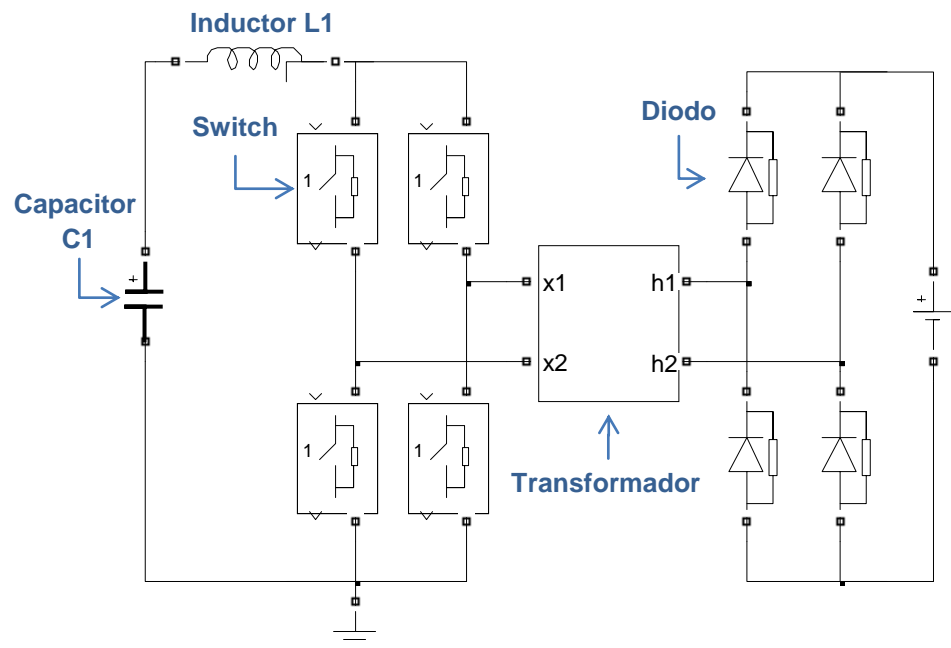 Inductor L1
Switch
Diodo
1
1
Capacitor
C1
+
x1
h1
+
x2
h2
1
1
Transformador